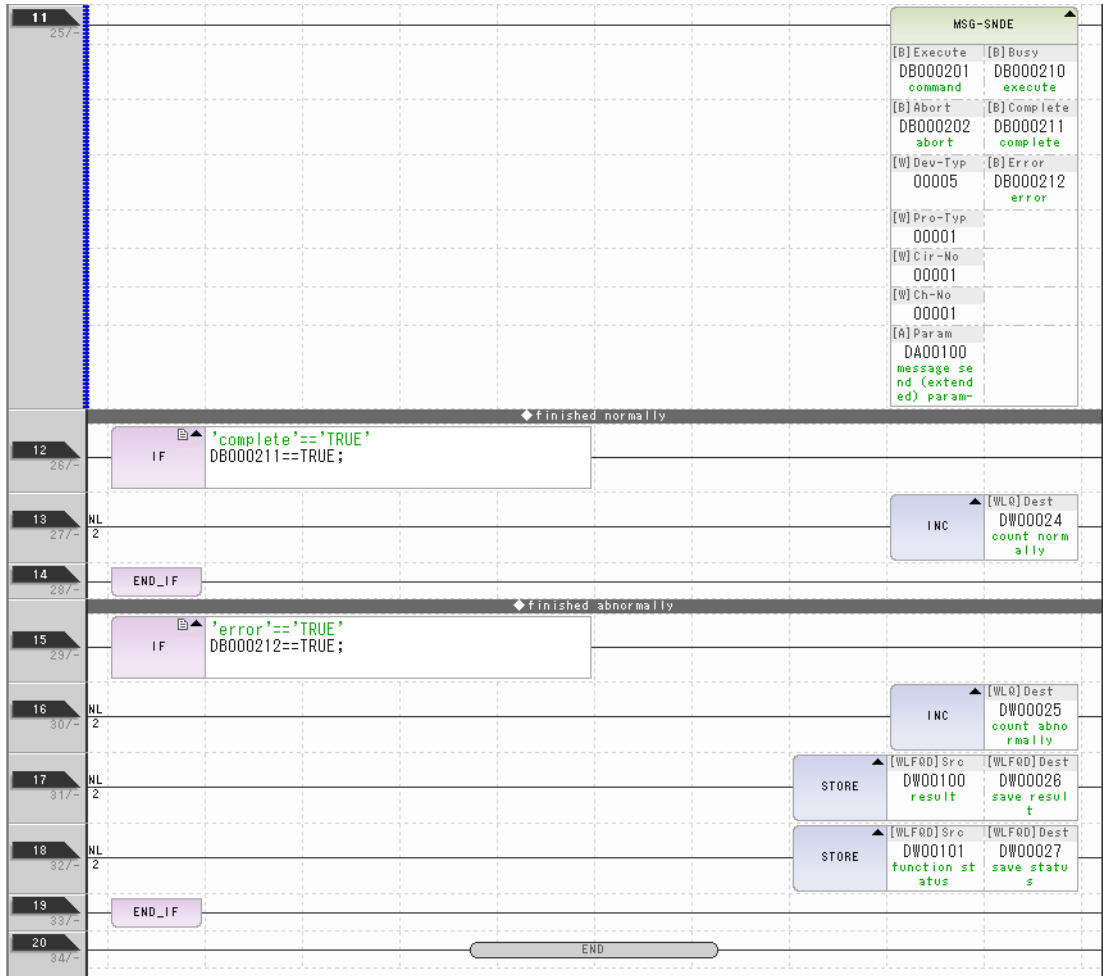 11
25/-
MSG-SNDE
[B]Execute [B]Busy
DB000201 DB000210
command execute
[B]Abort [B]Complete
DB000202 DB000211
abort complete
[W]Dev-Typ [B]Error
00005 DB000212
error
[W]Pro-Typ
00001
[W]Cir-No
00001
[W]Ch-No
00001
[A]Param
DA00100
message se
nd (extend
ed) param-
◆finished normally
12
26/-
IF
'complete'=='TRUE'
DB000211==TRUE;
13
27/-
NL
2
INC
[WLQ]Dest
DW00024
count norm
ally
14
28/-
END_IF
◆finished abnormally
15
29/-
IF
'error'=='TRUE'
DB000212==TRUE;
16
30/-
NL
2
INC
[WLQ]Dest
DW00025
count abno
rmally
17
31/-
NL
2
STORE
[WLFQD]Src [WLFQD]Dest
DW00100 DW00026
result save resul
t
18
32/-
NL
2
STORE
[WLFQD]Src [WLFQD]Dest
DW00101 DW00027
function st save statu
atus s
19
33/-
END_IF
20
34/-
END